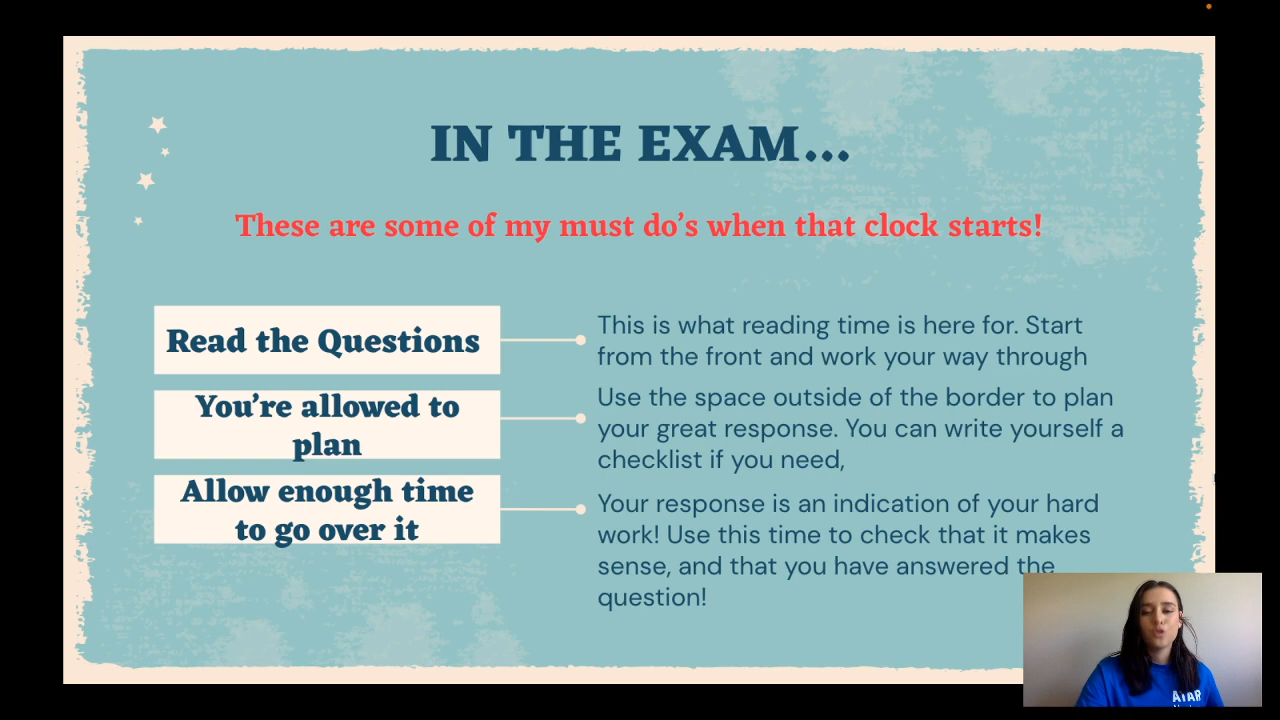 IN THE EXAM...
These are some of my must do's when that clock starts!
Read the Questions
This is what reading time is here for. Start
from the front and work your way through
You're allowed to
plan
Use the space outside of the border to plan
your great response. You can write yourself a
checklist if you need,
Allow enough time
to go over it
Your response is an indication of your hard
work! Use this time to check that it makes
sense, and that you have answered the
question!
ATAR